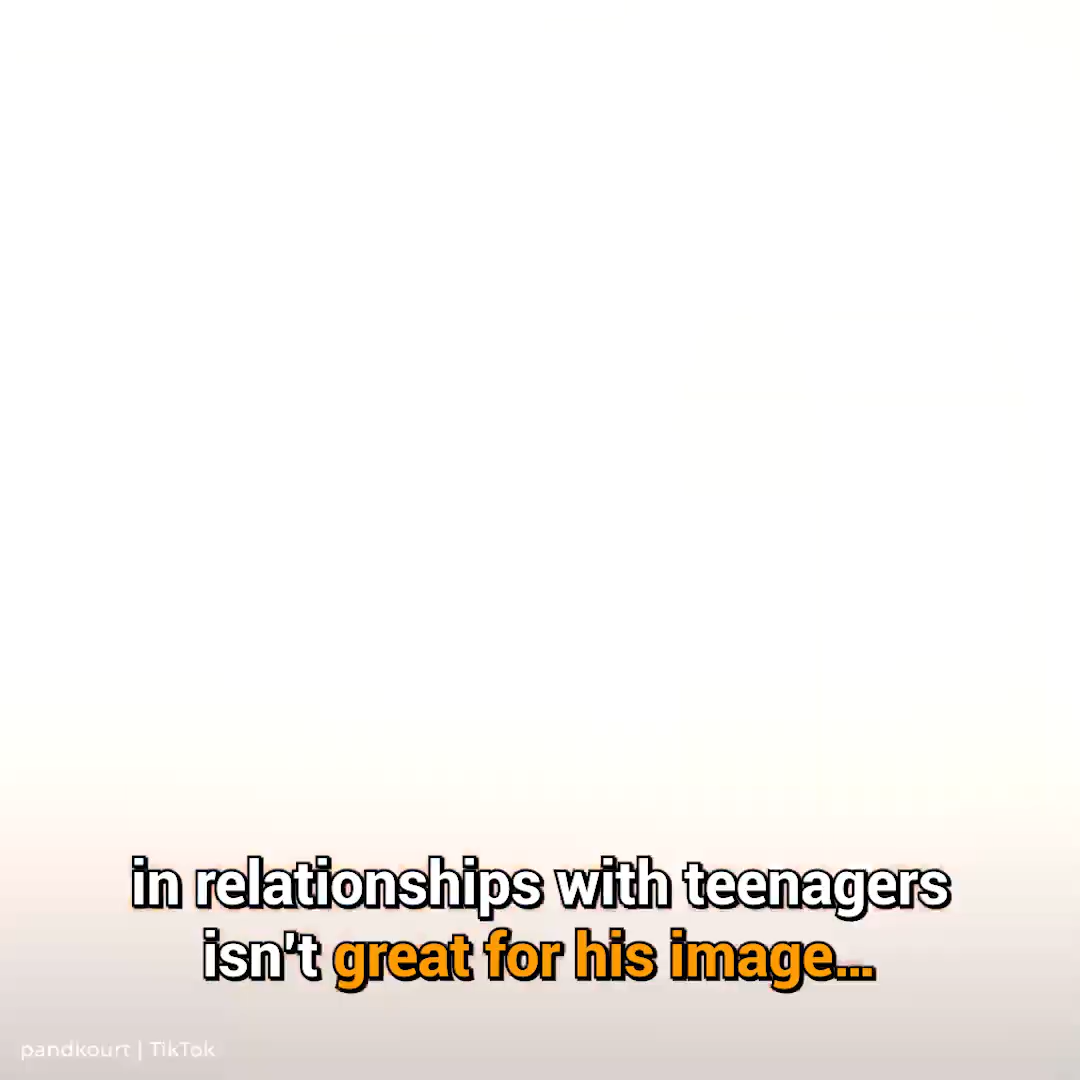 in relationships with teenagers
isn't great for his image...
pandkourt | TikTok